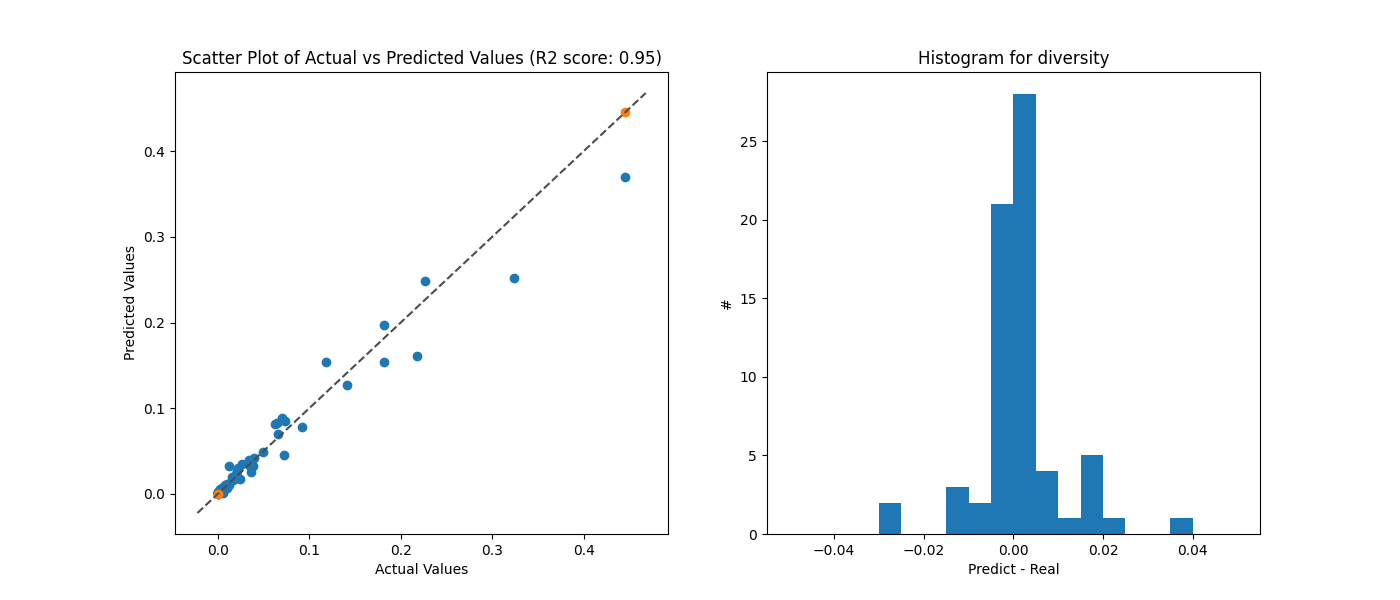 Scatter Plot of Actual vs Predicted Values (R2 score: 0.95)
Predicted Values
0.4
0.3
0.2
0.1
0.0
0.0 0.1 0.2 0.3 0.4
Actual Values
Histogram for diversity
#
25
20
15
10
5
0
−0.04 −0.02 0.00 0.02 0.04
Predict - Real